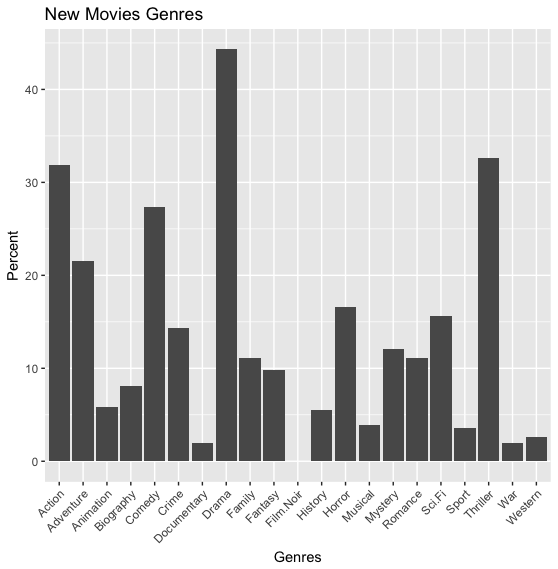 New Movies Genres
Percent
40
30
20
10
0
Action
Adventure
Animation
Biography
Comedy
Crime
Documentary
Drama
Family
Fantasy
Film.Noir
History
Horror
Musical
Mystery
Romance
Sci.Fi
Sport
Thriller
War
Western
Genres